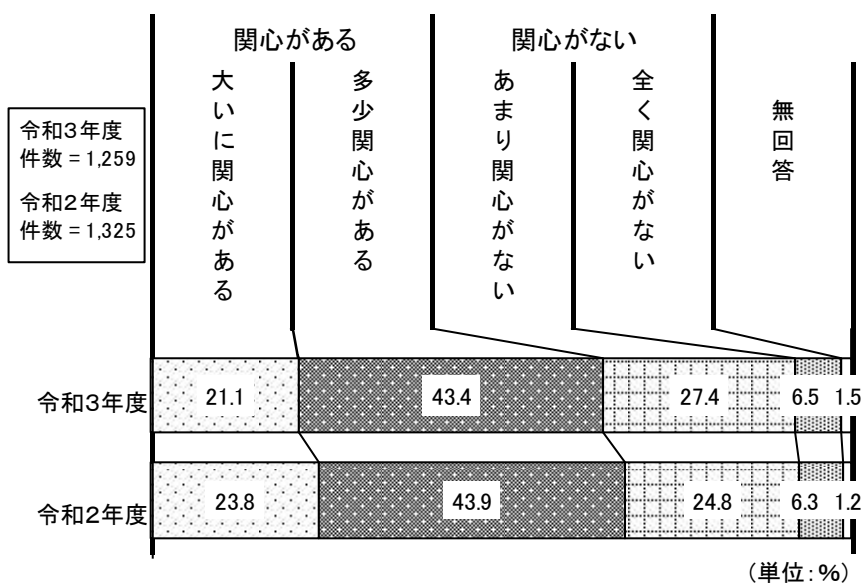 関心がある
関心がない
大いに関心がある
多少関心がある
あまり関心がない
全く関心がない
無回答
令和3年度
件数=1,259
令和2年度
件数=1,325
令和3年度 21.1 43.4 27.4 6.5 1.5
令和2年度 23.8 43.9 24.8 6.3 1.2
(単位:%)